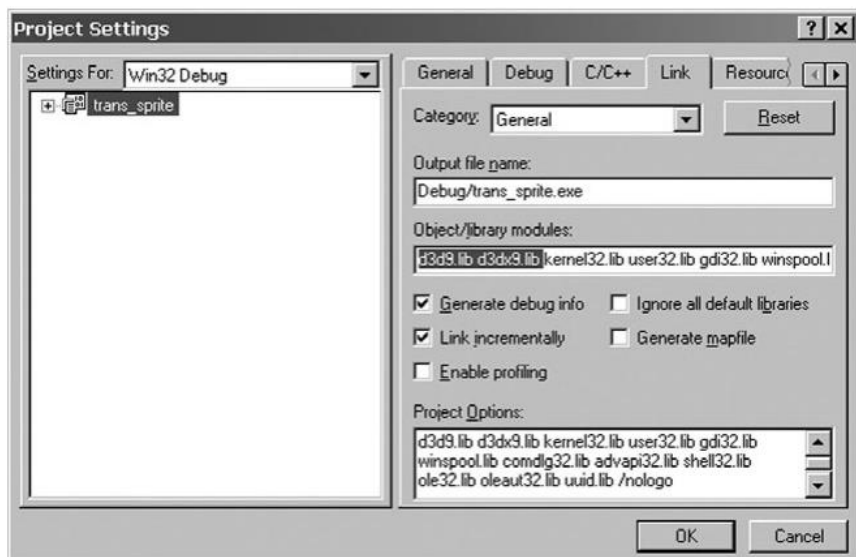 Project Settings
Settings For: Win32 Debug
trans_sprite
General Debug C/C++ Link Resourc
Category: General Reset
Output file name:
Debug/trans_sprite.exe
Object/library modules:
d3d9.lib d3dx9.lib kernel32.lib user32.lib gdi32.lib winspool.l
Generate debug info Ignore all default libraries
Link incrementally Generate mapfile
Enable profiling
Project Options:
d3d9.lib d3dx9.lib kernel32.lib user32.lib gdi32.lib
winspool.lib comdlg32.lib advapi32.lib shell32.lib
ole32.lib oleaut32.lib uuid.lib /nologo
OK Cancel